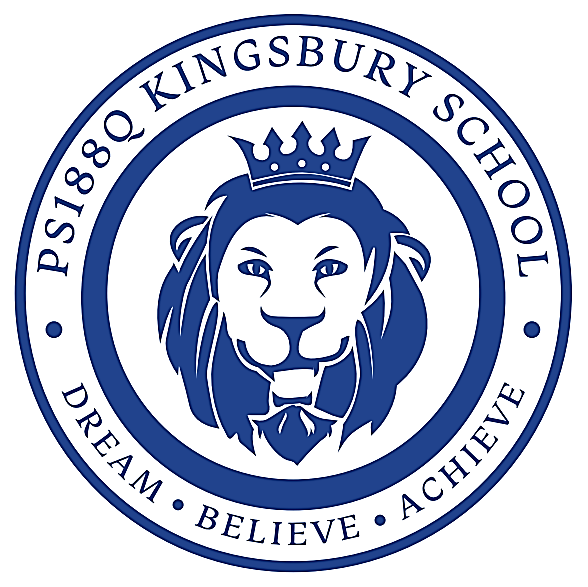 PS188Q KINGSBURY SCHOOL
DREAM • BELIEVE • ACHIEVE